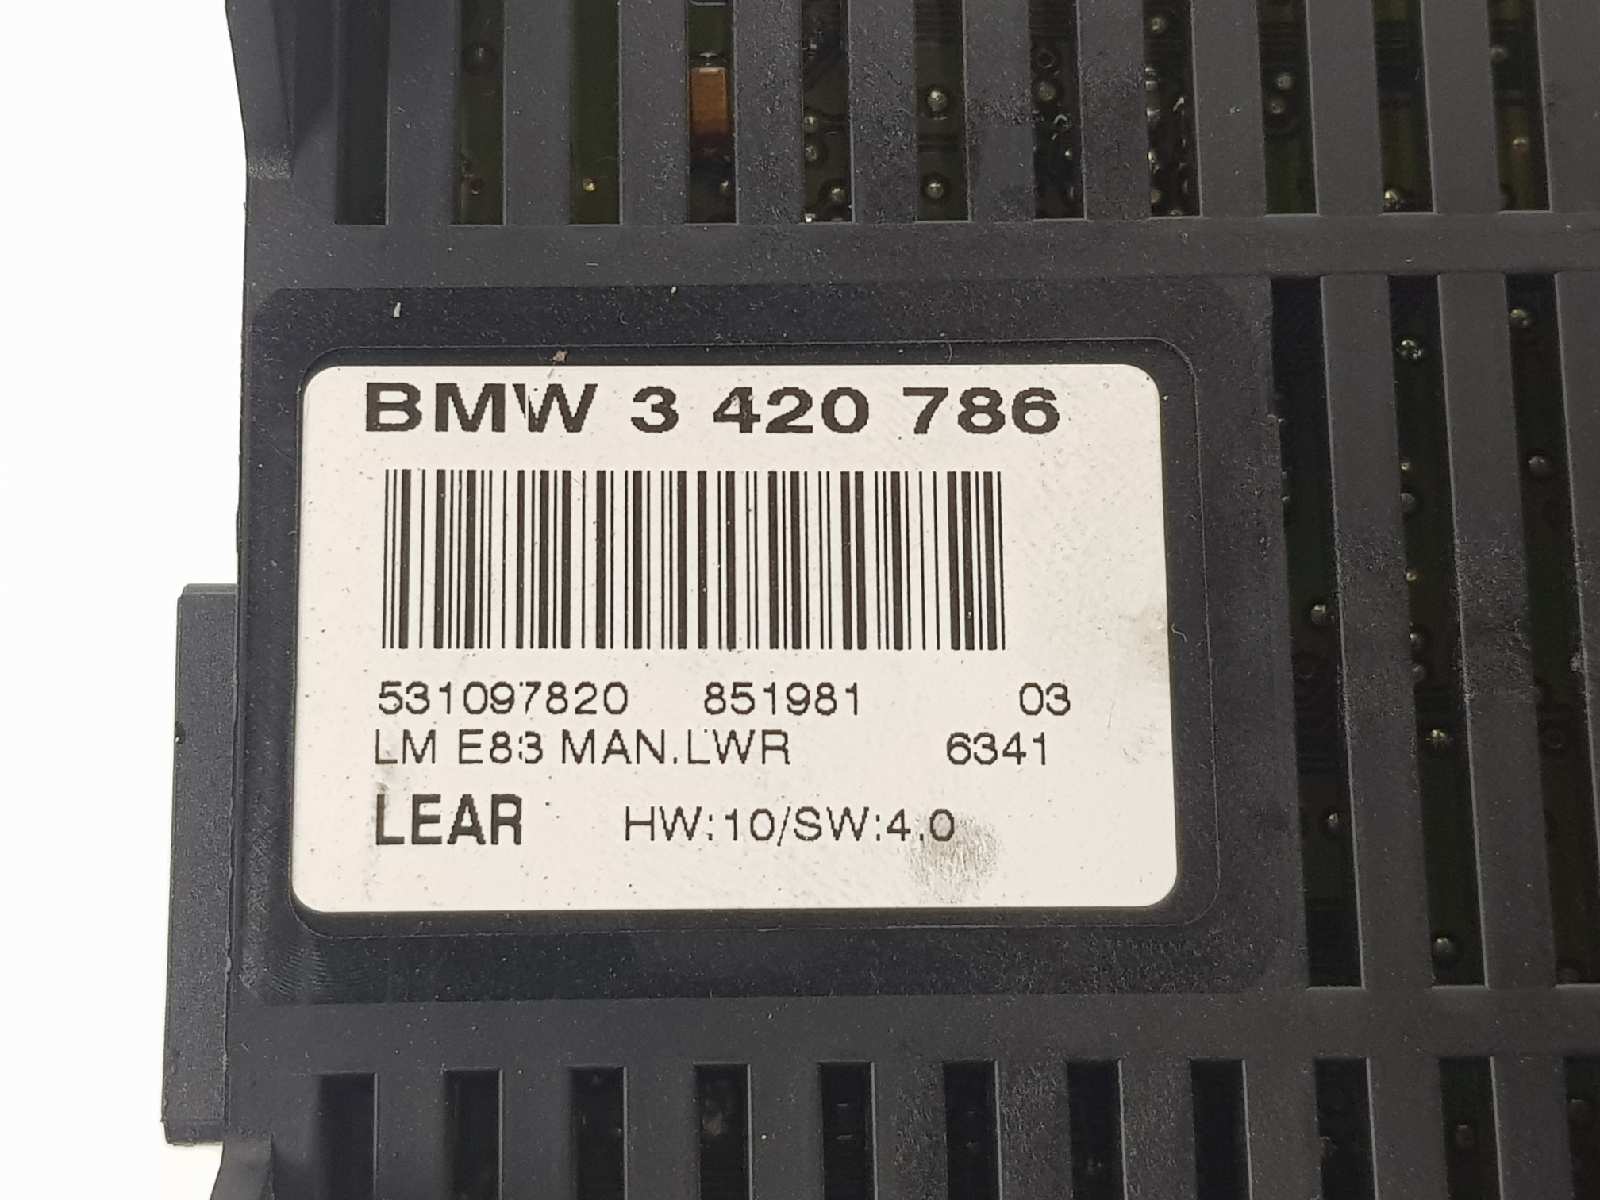 BMW 3 420 786
531097820 851981 03
LM E83 MAN.LWR 6341
LEAR HW:10/SW:4.0